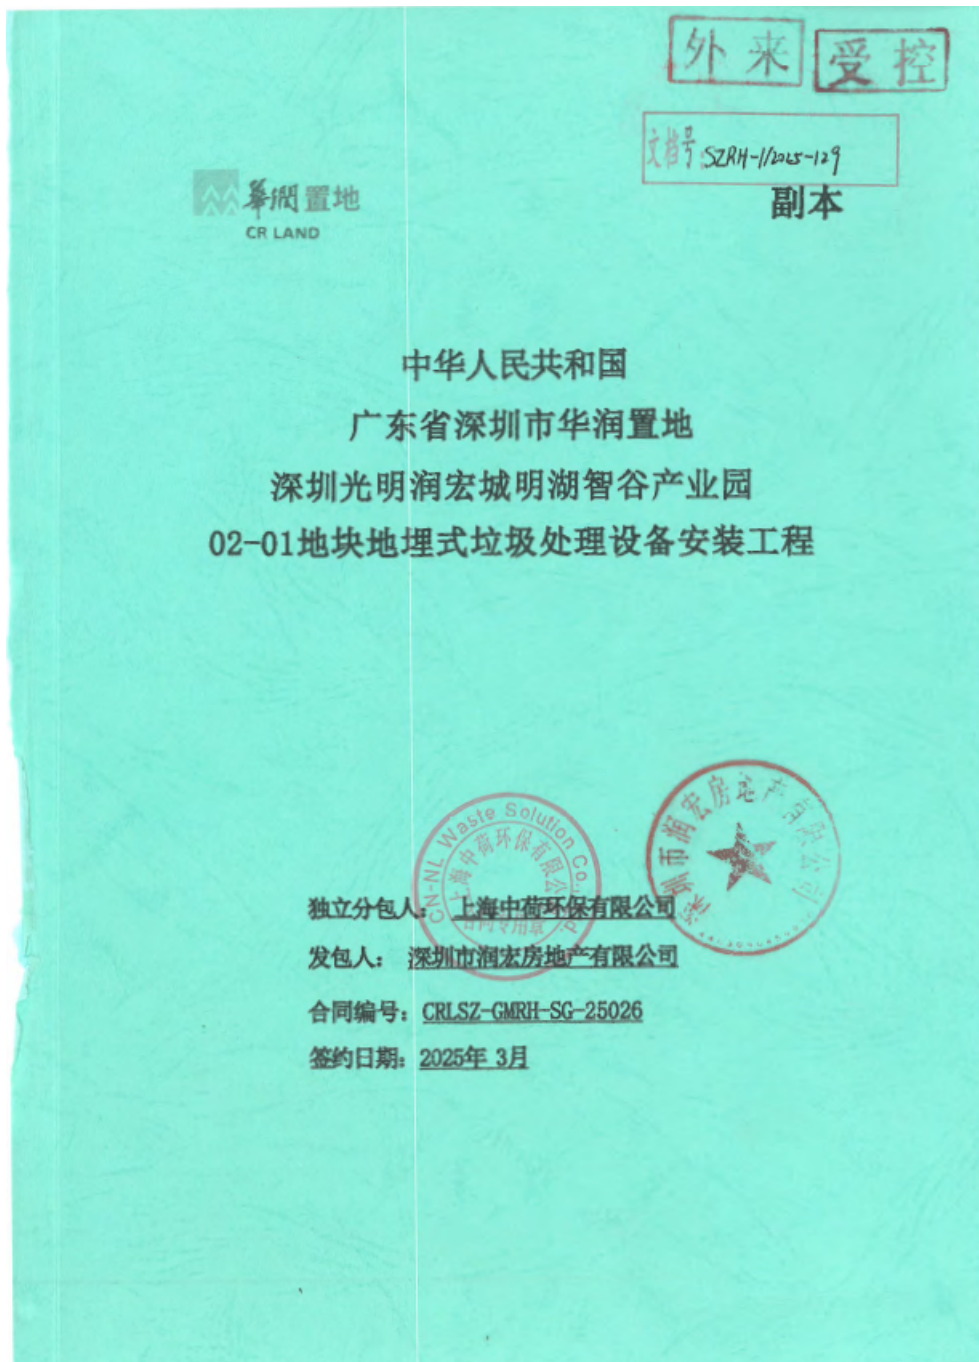 外来 受控
文档号:SZRH-1/2025-129
副本
華潤置地
CR LAND
中华人民共和国
广东省深圳市华润置地
深圳光明润宏城明湖智谷产业园
02-01地块地埋式垃圾处理设备安装工程
CN-NL Waste Solution Co.,
上海中荷环保有限公司
合同专用章
深圳市润宏房地产有限公司
独立分包人：上海中荷环保有限公司
发包人：深圳市润宏房地产有限公司
合同编号：CRLSZ-GMRH-SG-25026
签约日期：2025年 3月